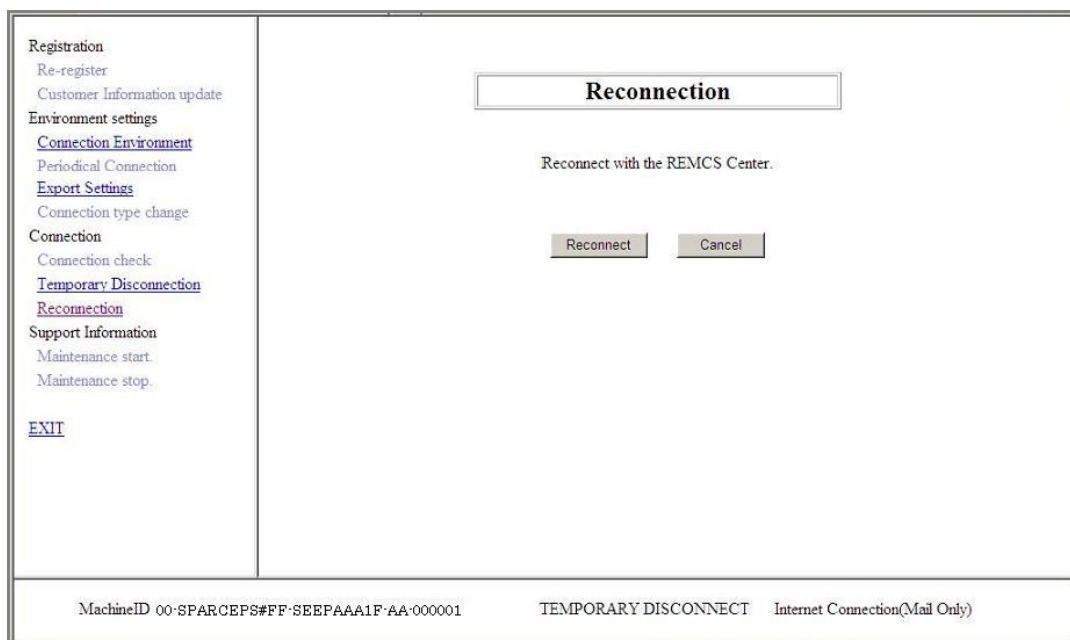 Registration
Re-register
Customer Information update
Environment settings
Connection Environment
Periodical Connection
Export Settings
Connection type change
Connection
Connection check
Temporary Disconnection
Reconnection
Support Information
Maintenance start.
Maintenance stop.
EXIT
Reconnection
Reconnect with the REMCS Center.
Reconnect Cancel
MachineID 00-SPARCEPS#FF-SEEPAAA1F-AA-000001 TEMPORARY DISCONNECT Internet Connection(Mail Only)